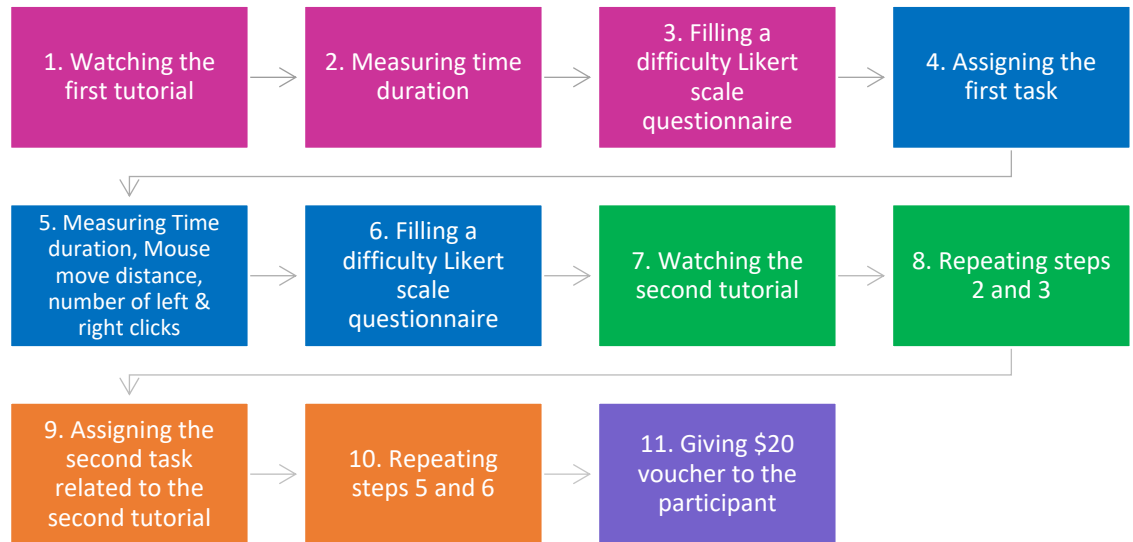 1. Watching the
first tutorial
2. Measuring time
duration
3. Filling a
difficulty Likert
scale
questionnaire
4. Assigning the
first task
5. Measuring Time
duration, Mouse
move distance,
number of left &
right clicks
6. Filling a
difficulty Likert
scale
questionnaire
7. Watching the
second tutorial
8. Repeating steps
2 and 3
9. Assigning the
second task
related to the
second tutorial
10. Repeating
steps 5 and 6
11. Giving $20
voucher to the
participant